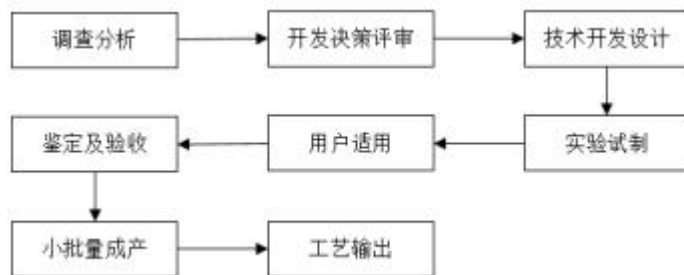 调查分析
开发决策评审
技术开发设计
实验试制
用户适用
鉴定及验收
小批量成产
工艺输出